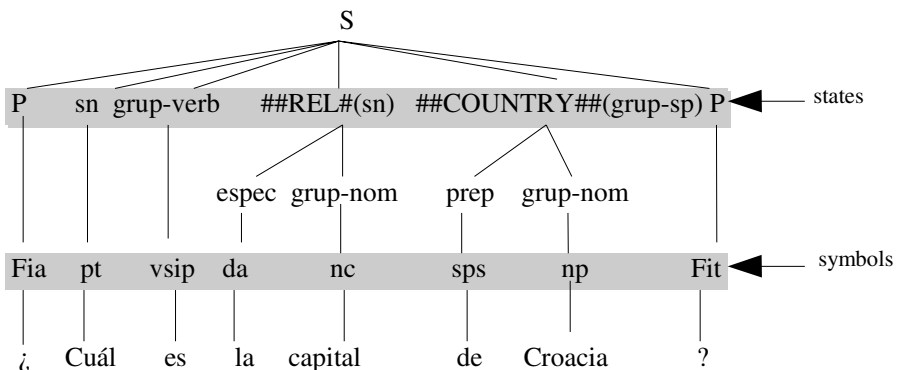 S
P sn grup-verb ##REL#(sn) ##COUNTRY##(grup-sp) P states
espec grup-nom prep grup-nom
Fia pt vsip da nc sps np Fit symbols
¿ Cuál es la capital de Croacia ?